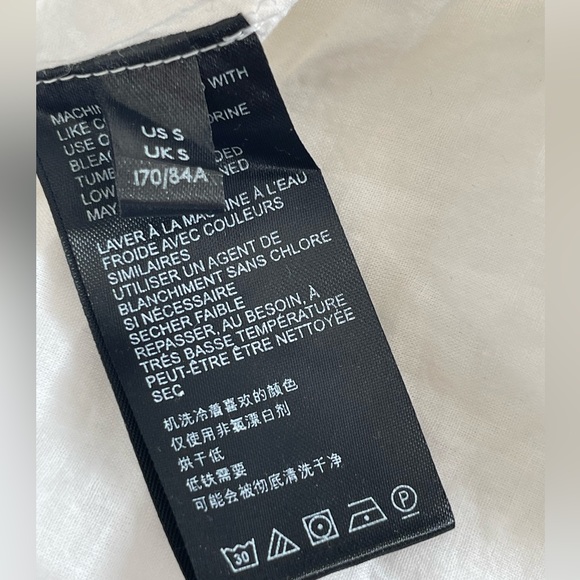 MACHIN WITH
LIKE C ORINE
USE O
BLEAC DED
TUMB NED
LOW
MAY
US S
UK S
170/84A
LAVER À LA MACHINE À L'EAU
FROIDE AVEC COULEURS
SIMILAIRES
UTILISER UN AGENT DE
BLANCHIMENT SANS CHLORE
SI NÉCESSAIRE
SECHER FAIBLE
REPASSER, AU BESOIN, À
TRÈS BASSE TEMPÉRATURE
PEUT-ÊTRE ÊTRE NETTOYÉE
SEC
机洗冷着喜欢的颜色
仅使用非氯漂白剂
烘干低
低铁需要
可能会被彻底清洗干净
30 P